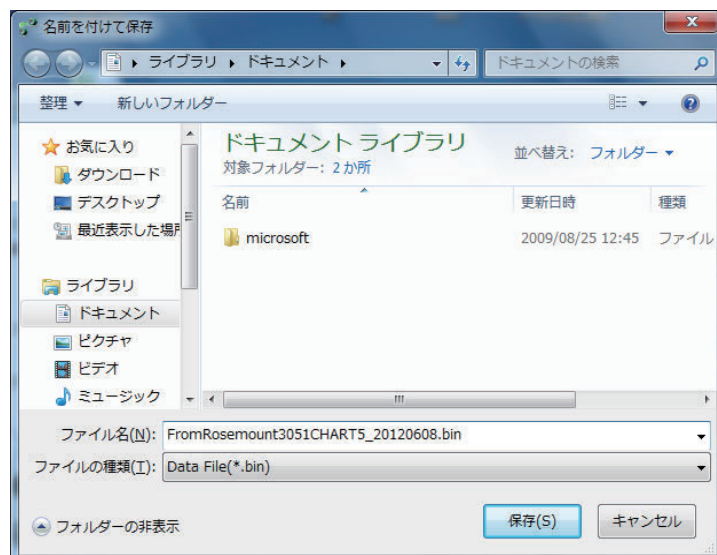 名前を付けて保存
ライブラリ ドキュメント
ドキュメントの検索
整理 新しいフォルダー
お気に入り
ダウンロード
デスクトップ
最近表示した場所
ライブラリ
ドキュメント
ピクチャ
ビデオ
ミュージック
ドキュメント ライブラリ
対象フォルダー: 2 か所
並べ替え: フォルダー
名前 更新日時 種類
microsoft 2009/08/25 12:45 ファイル
ファイル名(N): FromRosemount3051CHART5_20120608.bin
ファイルの種類(T): Data File(*.bin)
フォルダーの非表示
保存(S) キャンセル